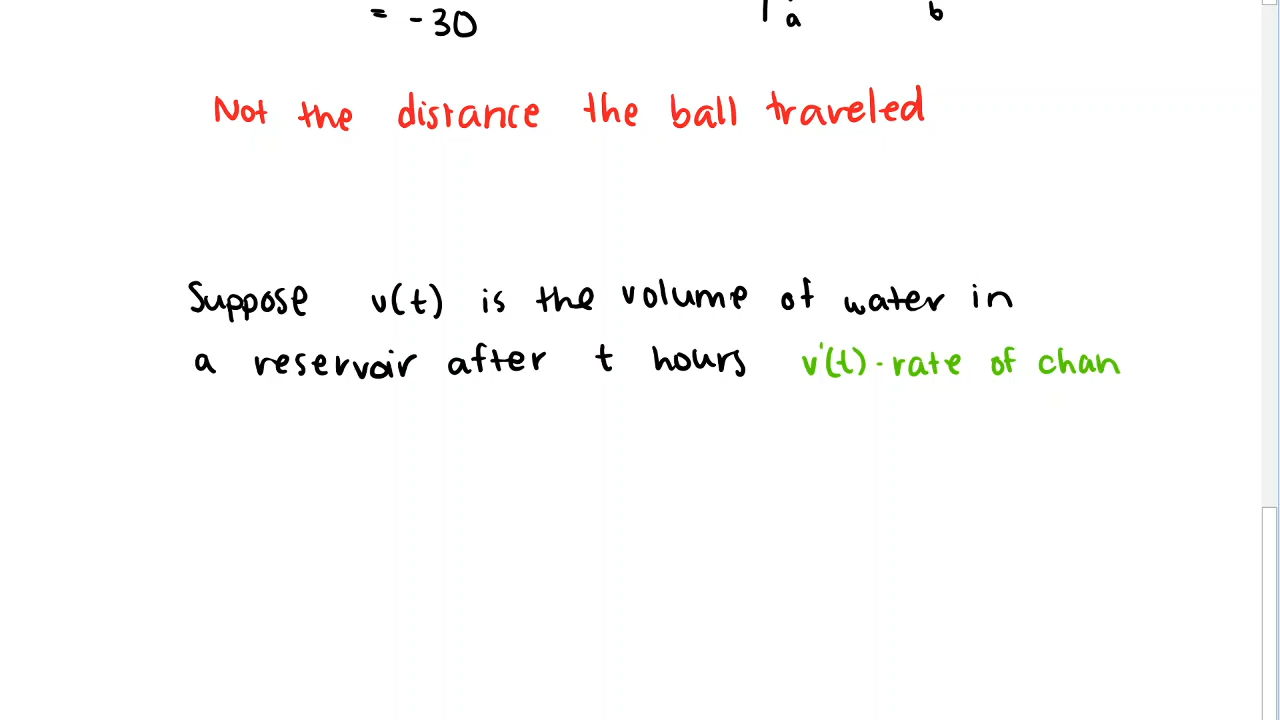 = -30
a b
Not the distance the ball traveled
Suppose v(t) is the volume of water in
a reservoir after t hours v'(t) · rate of chan